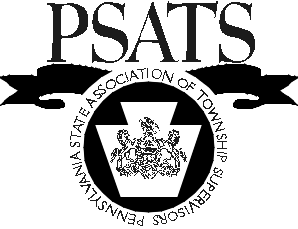 PSATS
PENNSYLVANIA STATE ASSOCIATION OF TOWNSHIP SUPERVISORS